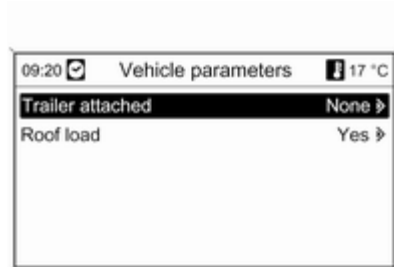 09:20 Vehicle parameters 17 °C
Trailer attached None
Roof load Yes